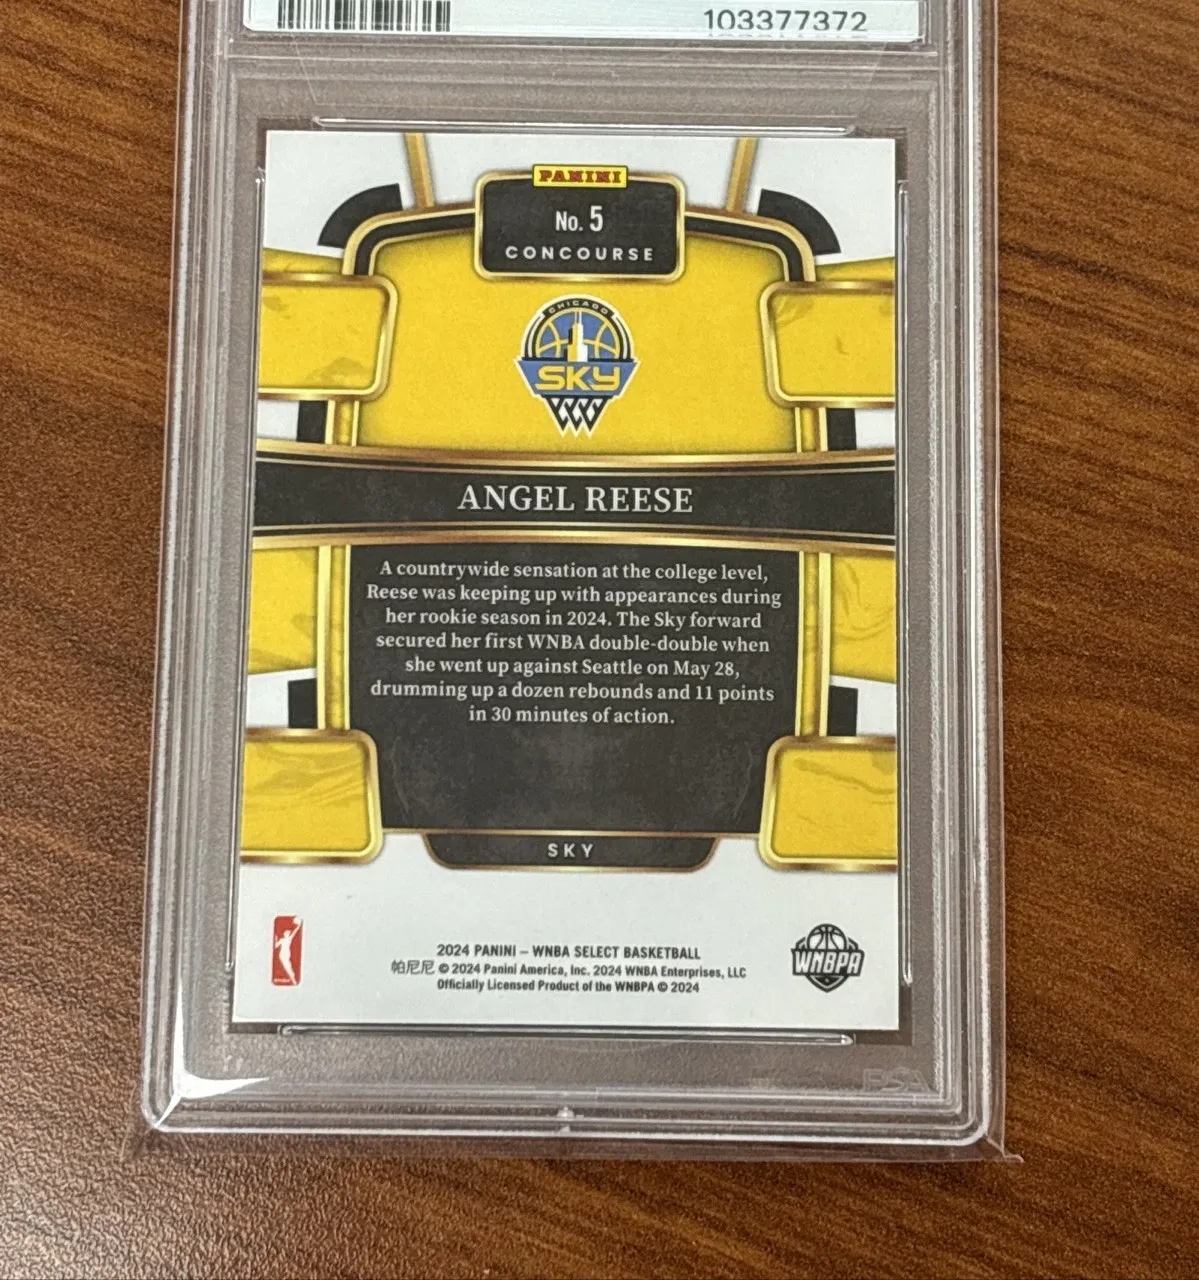 103377372
PANINI
No. 5
CONCOURSE
CHICAGO
SKY
ANGEL REESE
A countrywide sensation at the college level,
Reese was keeping up with appearances during
her rookie season in 2024. The Sky forward
secured her first WNBA double-double when
she went up against Seattle on May 28,
drumming up a dozen rebounds and 11 points
in 30 minutes of action.
SKY
2024 PANINI – WNBA SELECT BASKETBALL
帕尼尼 © 2024 Panini America, Inc. 2024 WNBA Enterprises, LLC
Officially Licensed Product of the WNBPA © 2024
WNBPA
PSA